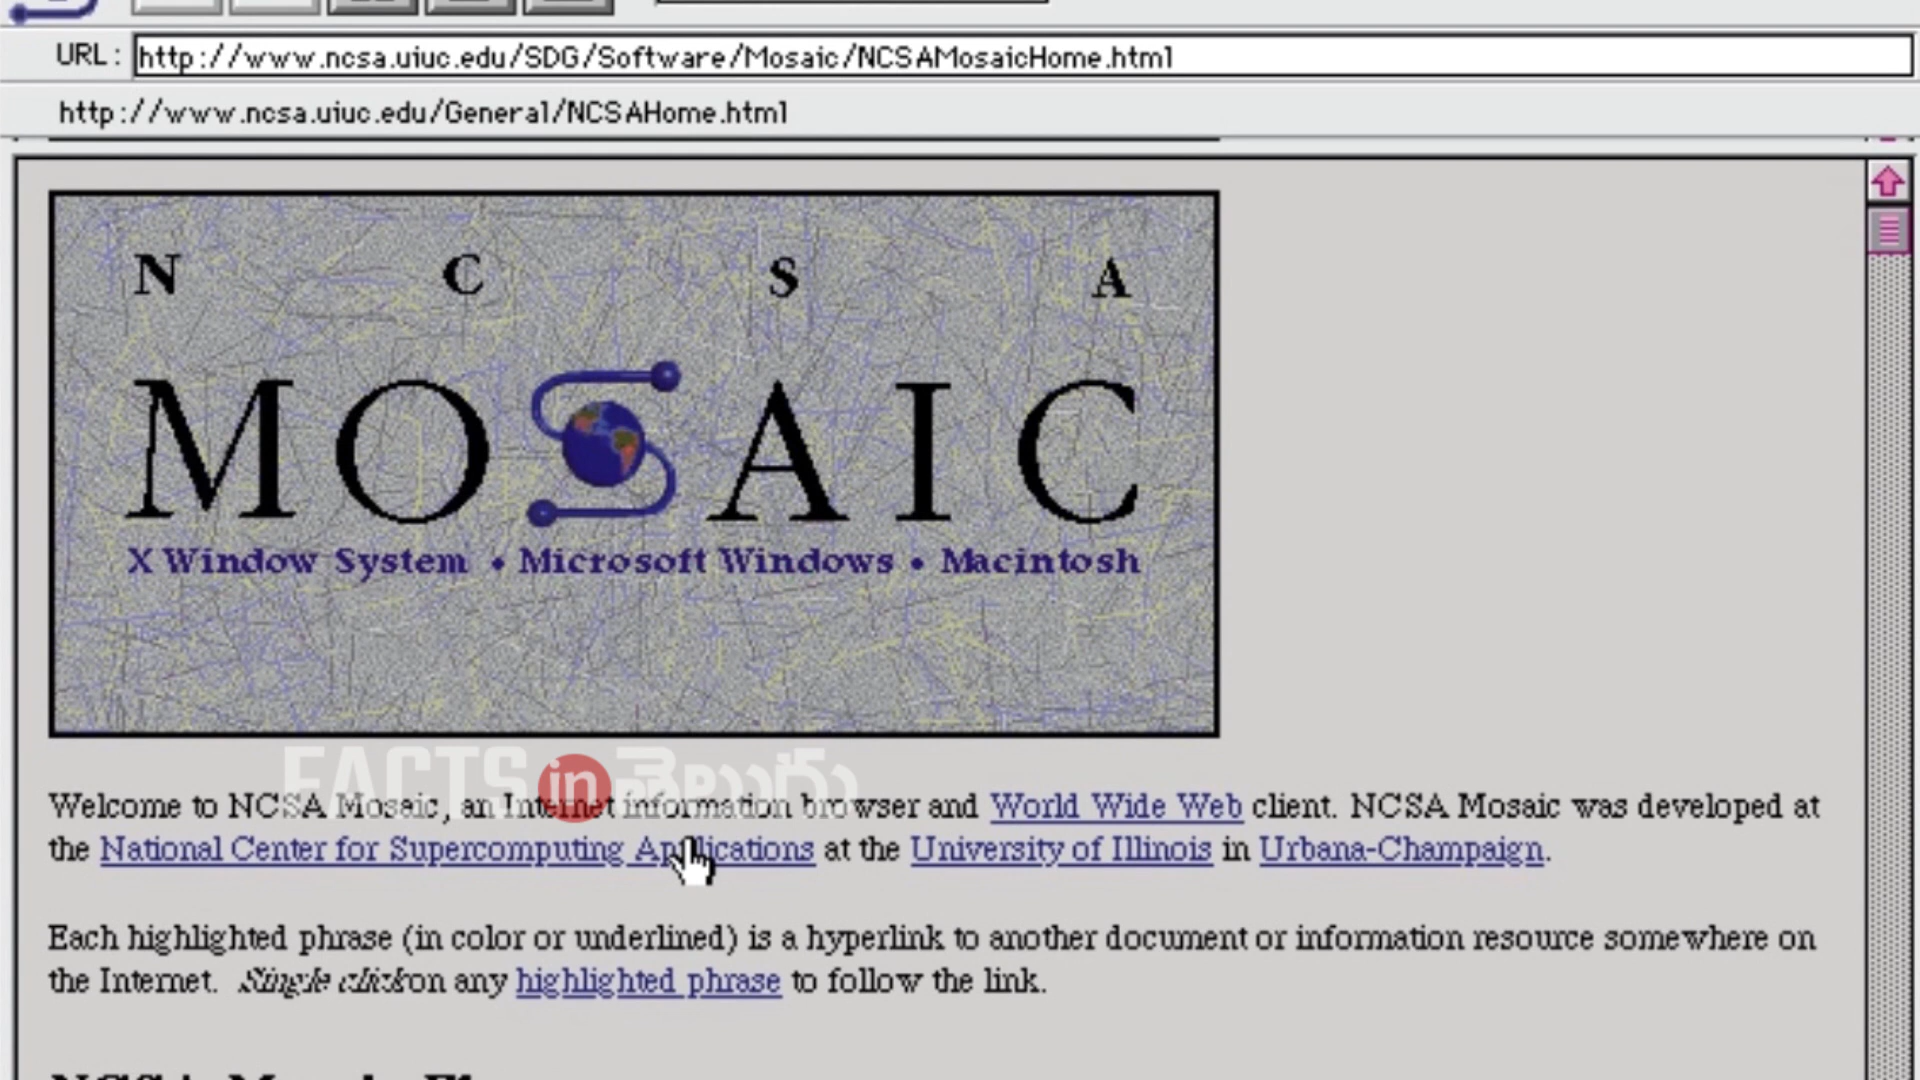 URL: http://www.ncsa.uiuc.edu/SDG/Software/Mosaic/NCSAMosaicHome.html
http://www.ncsa.uiuc.edu/General/NCSAHome.html
N C S A
MOSAIC
X Window System • Microsoft Windows • Macintosh
FACTS in తెలుగు
Welcome to NCSA Mosaic, an Internet information browser and World Wide Web client. NCSA Mosaic was developed at
the National Center for Supercomputing Applications at the University of Illinois in Urbana-Champaign.
Each highlighted phrase (in color or underlined) is a hyperlink to another document or information resource somewhere on
the Internet. Single click on any highlighted phrase to follow the link.